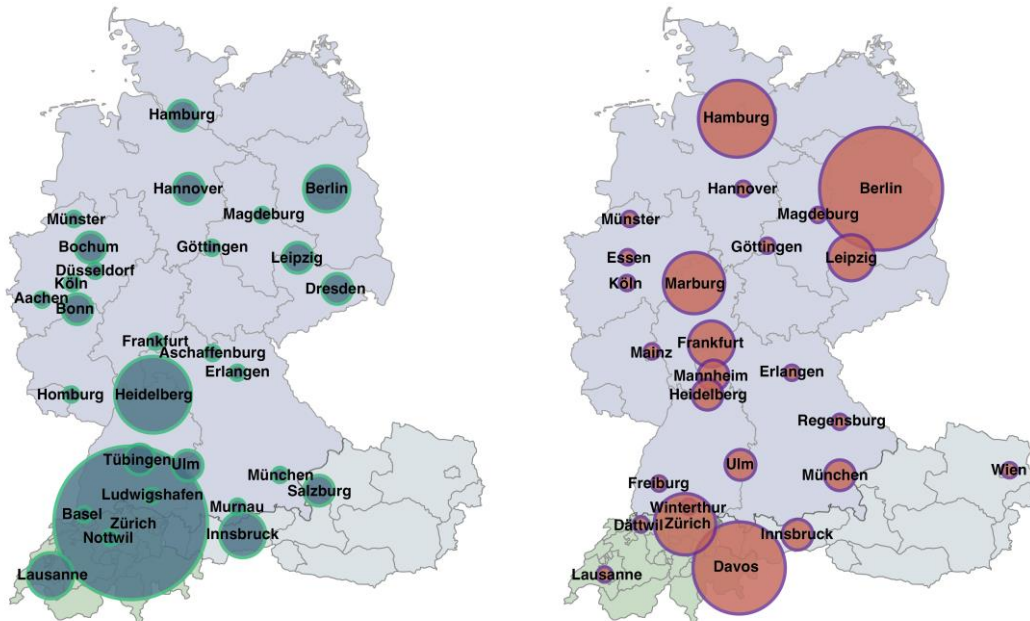 Hamburg
Hannover
Berlin
Münster
Magdeburg
Bochum
Göttingen
Leipzig
Düsseldorf
Köln
Dresden
Aachen
Bonn
Frankfurt
Aschaffenburg
Erlangen
Homburg
Heidelberg
Tübingen
Ulm
München
Ludwigshafen
Salzburg
Murnau
Basel
Zürich
Nottwil
Innsbruck
Lausanne
Hamburg
Hannover
Berlin
Münster
Magdeburg
Göttingen
Essen
Leipzig
Köln
Marburg
Frankfurt
Mainz
Mannheim
Erlangen
Heidelberg
Regensburg
Ulm
München
Wien
Freiburg
Winterthur
Dättwil
Zürich
Innsbruck
Davos
Lausanne